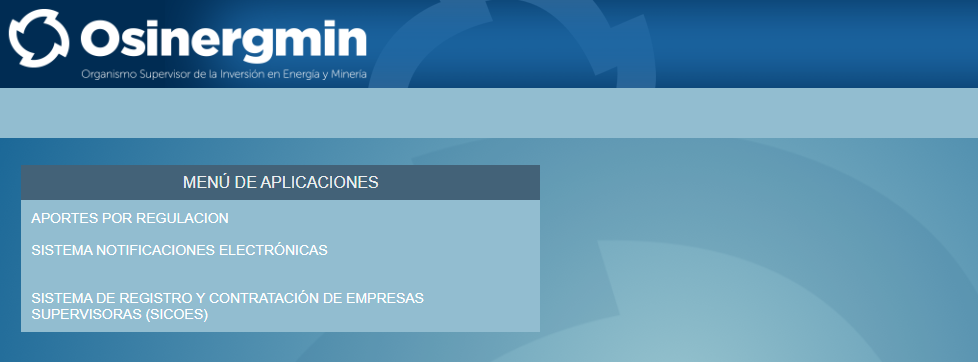 Osinergmin
Organismo Supervisor de la Inversión en Energía y Minería
MENÚ DE APLICACIONES
APORTES POR REGULACION
SISTEMA NOTIFICACIONES ELECTRÓNICAS
SISTEMA DE REGISTRO Y CONTRATACIÓN DE EMPRESAS
SUPERVISORAS (SICOES)